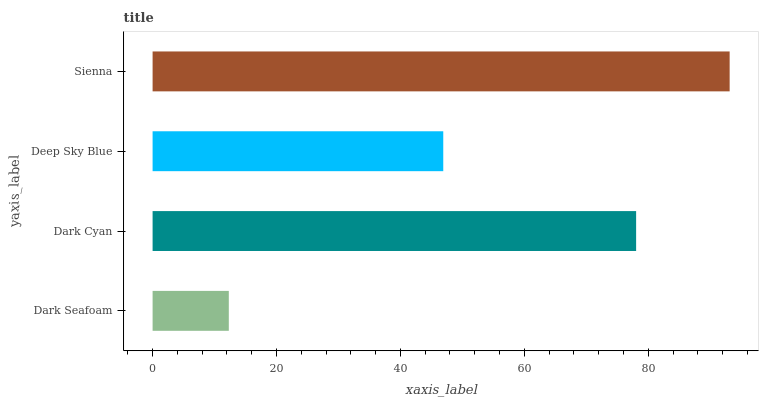 title
Sienna
Deep Sky Blue
Dark Cyan
Dark Seafoam
yaxis_label
0 20 40 60 80
xaxis_label